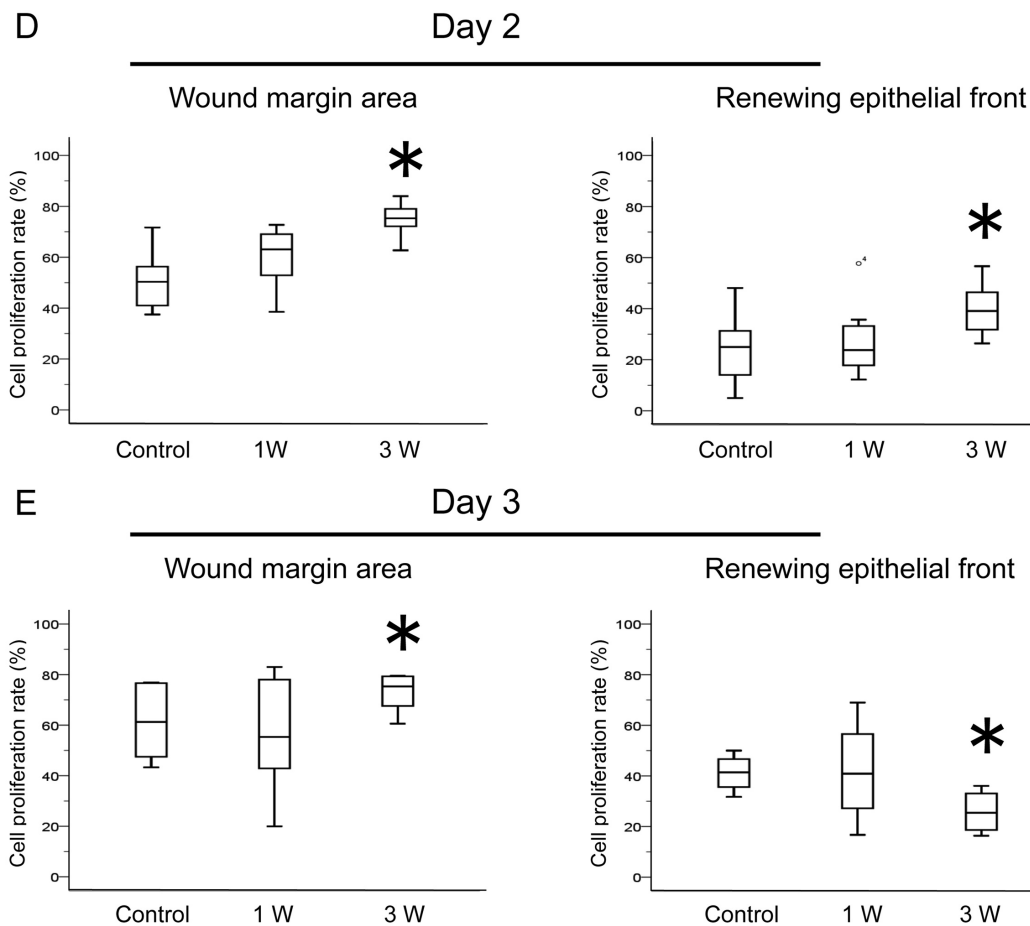 D
Day 2
Wound margin area
Renewing epithelial front
Cell proliferation rate (%)
100
80
60
40
20
0
Control 1W 3 W
*
Cell proliferation rate (%)
100
80
60
40
20
0
Control 1 W 3 W
4
*
E
Day 3
Wound margin area
Renewing epithelial front
Cell proliferation rate (%)
100
80
60
40
20
0
Control 1 W 3 W
*
Cell proliferation rate (%)
100
80
60
40
20
0
Control 1 W 3 W
*